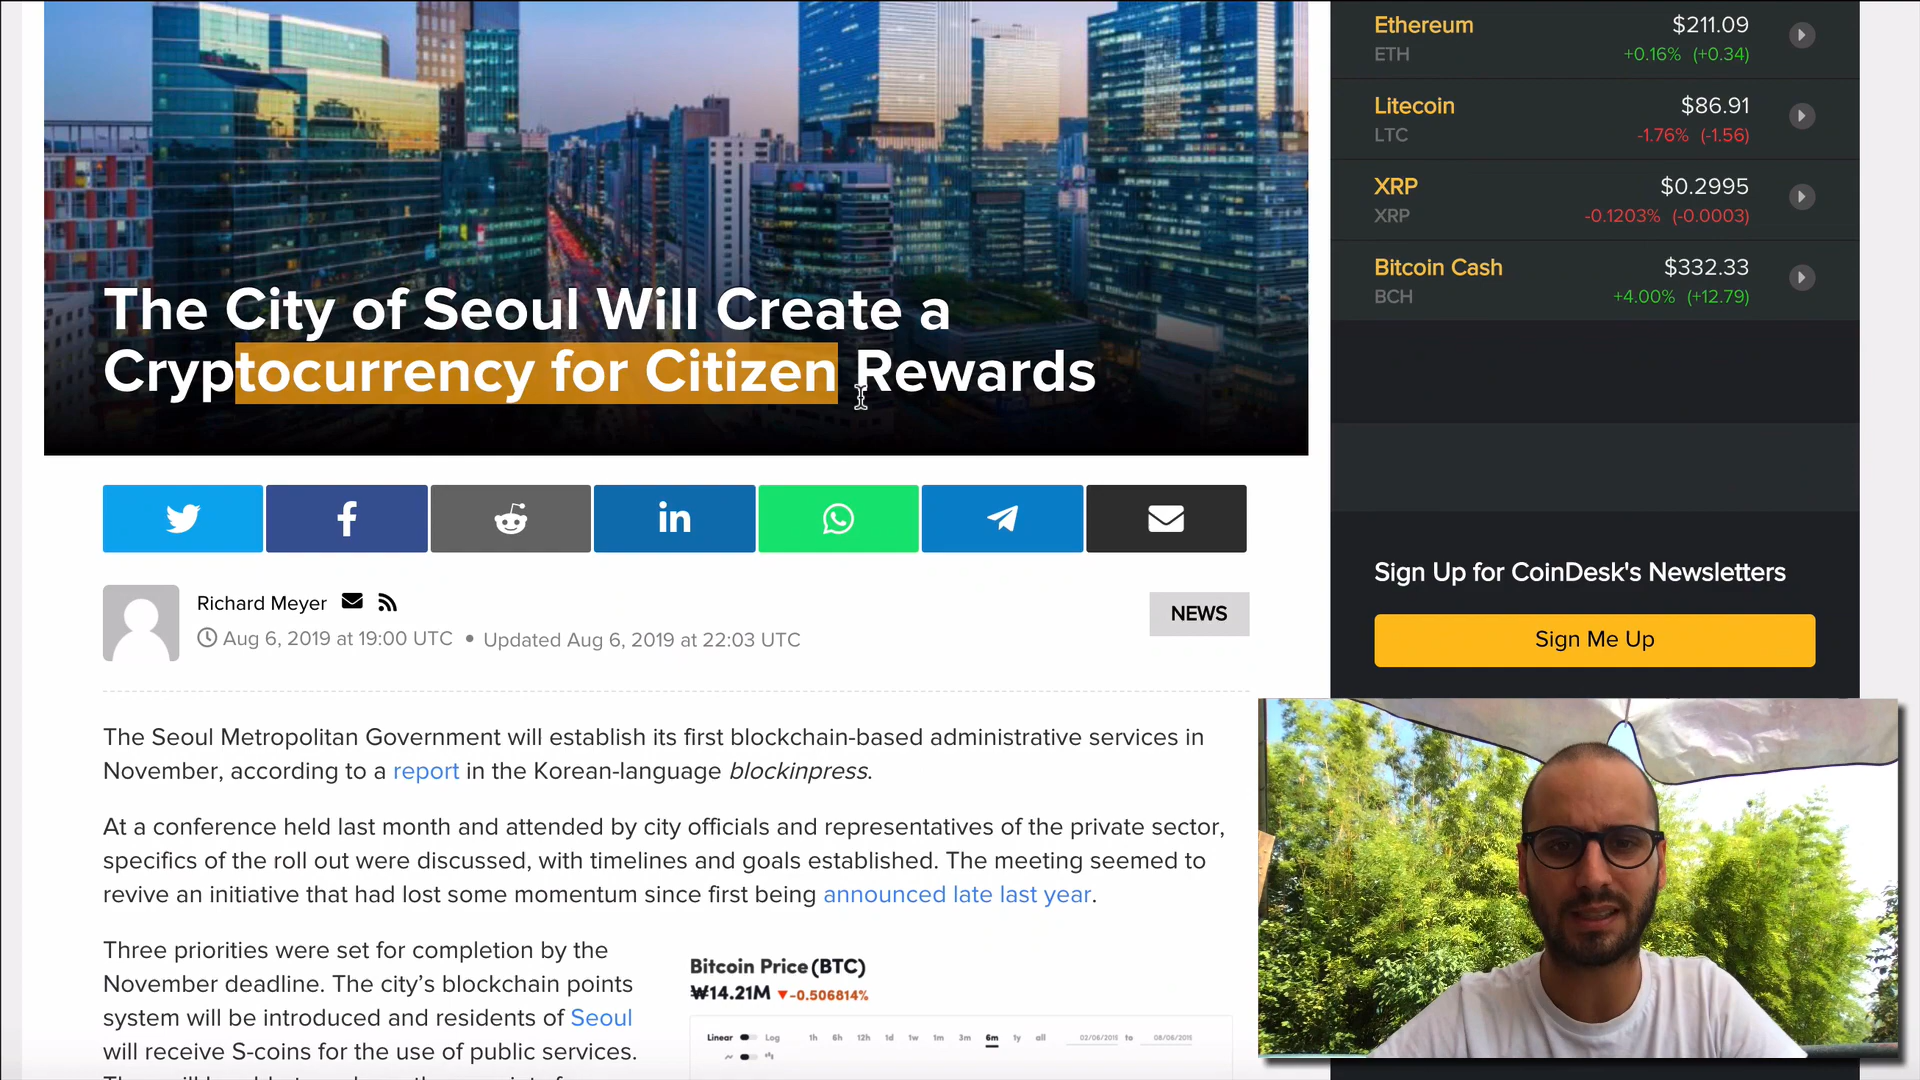 The City of Seoul Will Create a
Cryptocurrency for Citizen Rewards
Richard Meyer
Aug 6, 2019 at 19:00 UTC • Updated Aug 6, 2019 at 22:03 UTC
NEWS
The Seoul Metropolitan Government will establish its first blockchain-based administrative services in
November, according to a report in the Korean-language blockinpress.
At a conference held last month and attended by city officials and representatives of the private sector,
specifics of the roll out were discussed, with timelines and goals established. The meeting seemed to
revive an initiative that had lost some momentum since first being announced late last year.
Three priorities were set for completion by the
November deadline. The city's blockchain points
system will be introduced and residents of Seoul
will receive S-coins for the use of public services.
Bitcoin Price (BTC)
₩14.21M ▼-0.506814%
Linear Log 1h 6h 12h 1d 1w 1m 3m 6m 1y all to
Ethereum $211.09
ETH +0.16% (+0.34)
Litecoin $86.91
LTC -1.76% (-1.56)
XRP $0.2995
XRP -0.1203% (-0.0003)
Bitcoin Cash $332.33
BCH +4.00% (+12.79)
Sign Up for CoinDesk's Newsletters
Sign Me Up